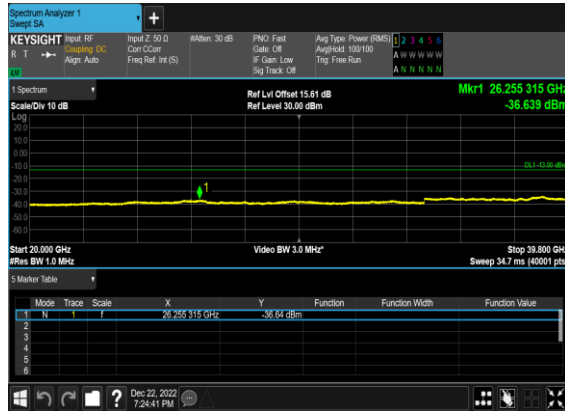 Spectrum Analyzer 1
Swept SA
+
KEYSIGHT Input: RF Input Z: 50 Ω #Atten: 30 dB PNO: Fast Avg Type: Power (RMS) 1 2 3 4 5 6
R T Coupling: DC Corr CCorr Gate: Off Avg|Hold: 100/100 A W W W W W
Align: Auto Freq Ref: Int (S) IF Gain: Low Trig: Free Run
Sig Track: Off A N N N N N
1 Spectrum Ref Lvl Offset 15.61 dB Mkr1 26.255 315 GHz
Scale/Div 10 dB Ref Level 30.00 dBm -36.639 dBm
Log
20.0
10.0
0.00
-10.0 DL1 -13.00 dBm
-20.0
-30.0 1
-40.0
-50.0
-60.0
Start 20.000 GHz Video BW 3.0 MHz* Stop 39.800 GHz
#Res BW 1.0 MHz Sweep 34.7 ms (40001 pts
5 Marker Table
Mode Trace Scale X Y Function Function Width Function Value
1 N 1 f 26.255 315 GHz -36.64 dBm
2
3
4
5
6
? Dec 22, 2022
7:24:41 PM